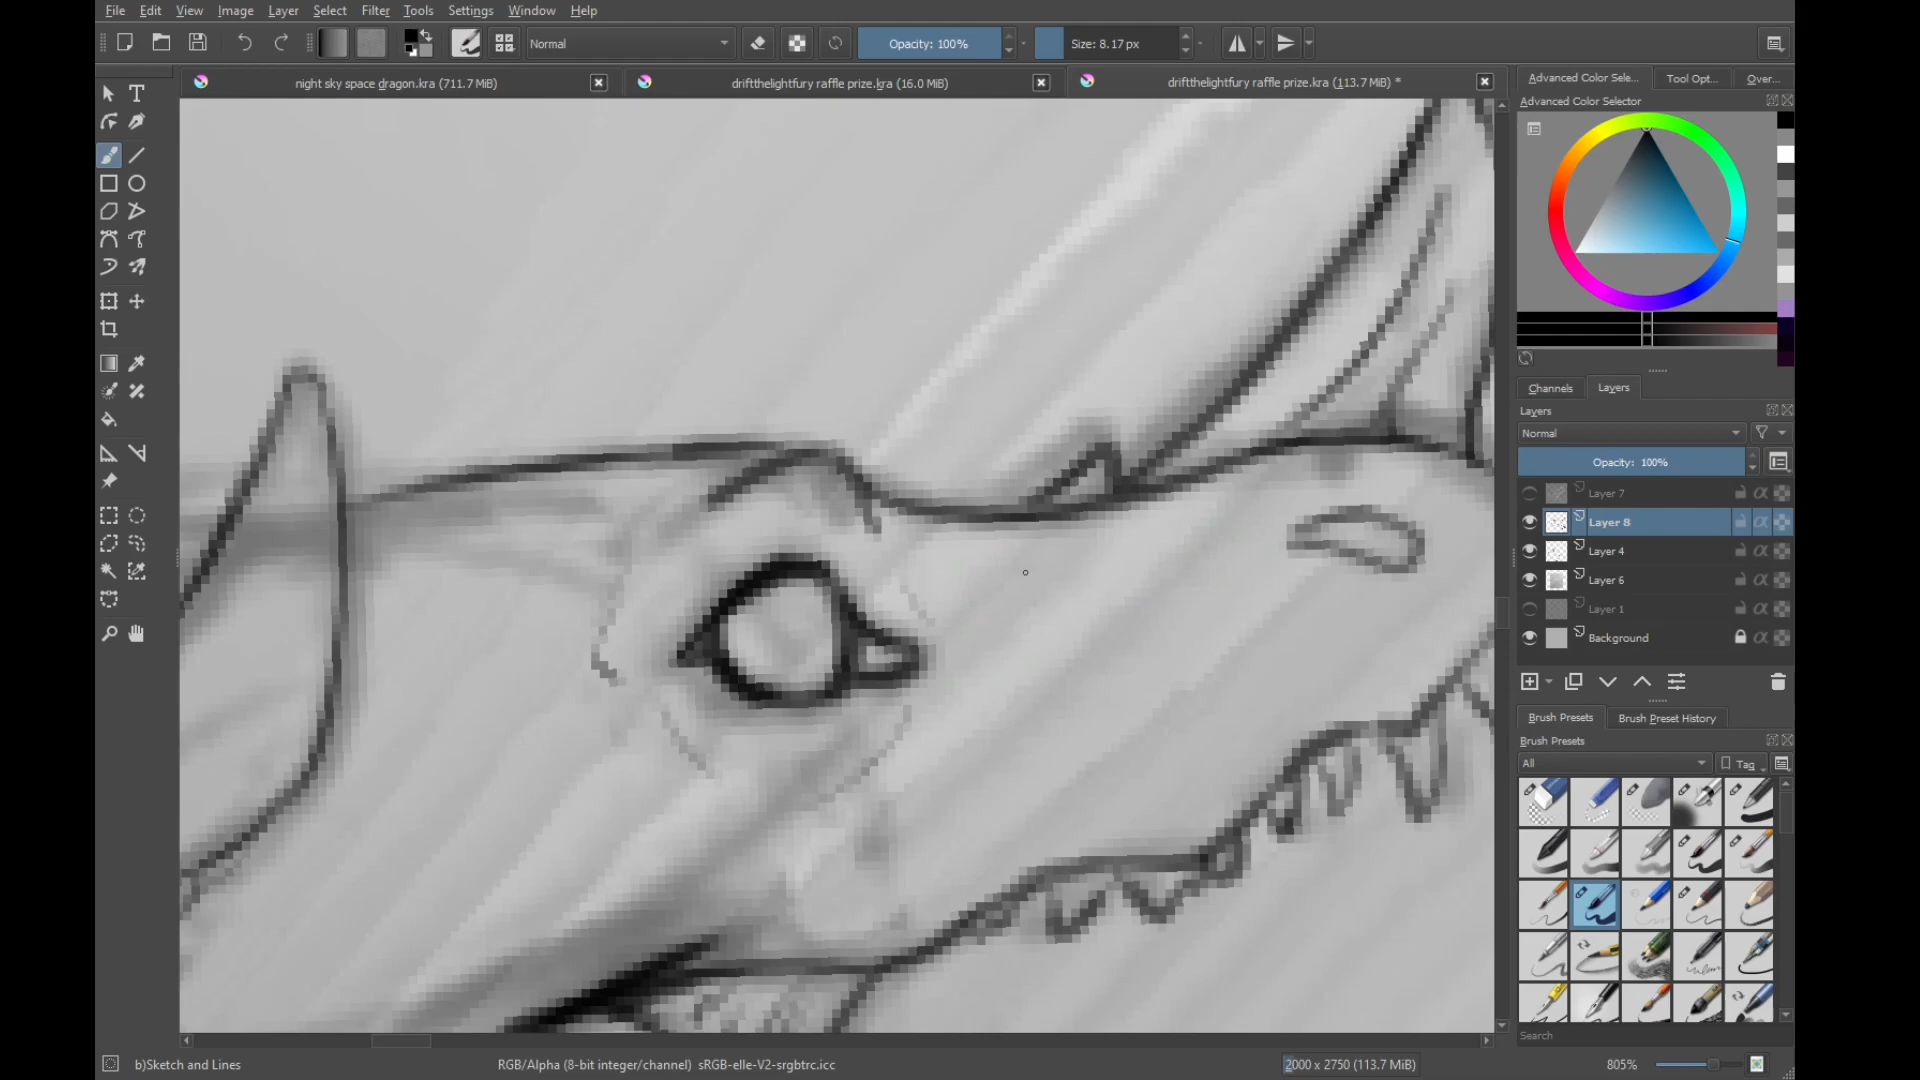 File Edit View Image Layer Select Filter Tools Settings Window Help
Normal Opacity: 100% Size: 8.17 px
night sky space dragon.kra (711.7 MiB) driftthelightfury raffle prize.kra (16.0 MiB) driftthelightfury raffle prize.kra (113.7 MiB) *
Advanced Color Sele... Tool Opt... Over...
Advanced Color Selector
Channels Layers
Layers
Normal
Opacity: 100%
Layer 7
Layer 8
Layer 4
Layer 6
Layer 1
Background
Brush Presets Brush Preset History
Brush Presets
All Tag
Search
b)Sketch and Lines RGB/Alpha (8-bit integer/channel) sRGB-elle-V2-srgbtrc.icc 2000 x 2750 (113.7 MiB) 805%